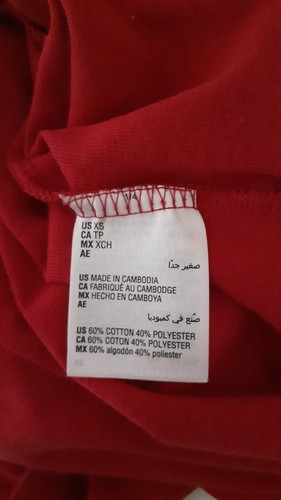 US XS
CA TP
MX XCH
AE
صغير جدًا
US MADE IN CAMBODIA
CA FABRIQUÉ AU CAMBODGE
MX HECHO EN CAMBOYA
AE
صُنع في كمبوديا
US 60% COTTON 40% POLYESTER
CA 60% COTON 40% POLYESTER
MX 60% algodón 40% poliester